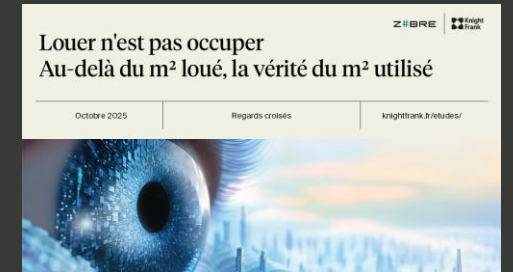 Z#BRE
Knight
Frank
Louer n'est pas occuper
Au-delà du m² loué, la vérité du m² utilisé
Octobre 2025
Regards croisés
knightfrank.fr/etudes/